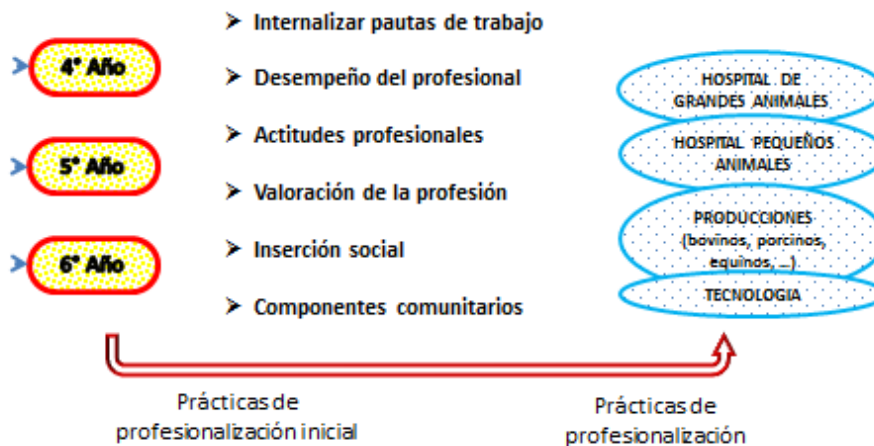 4° Año
5° Año
6° Año
Internalizar pautas de trabajo
Desempeño del profesional
Actitudes profesionales
Valoración de la profesión
Inserción social
Componentes comunitarios
HOSPITAL DE
GRANDES ANIMALES
HOSPITAL PEQUEÑOS
ANIMALES
PRODUCCIONES
(bovinos, porcinos,
equinos, ...)
TECNOLOGIA
Prácticas de
profesionalización inicial
Prácticas de
profesionalización